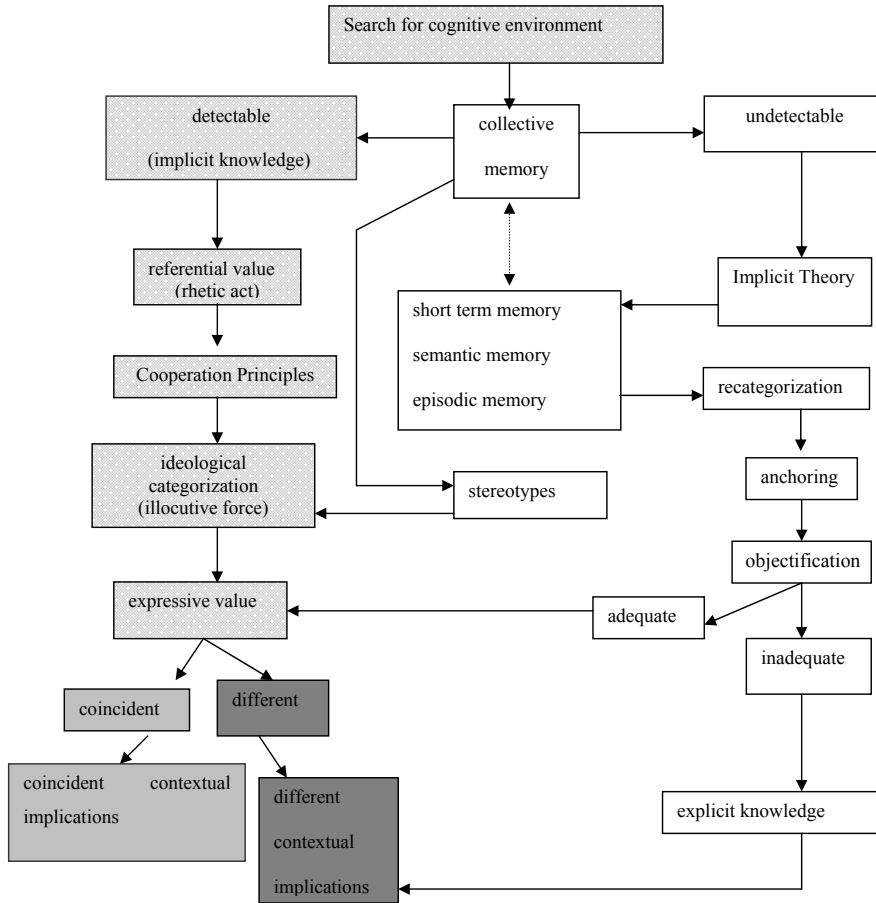 Search for cognitive environment
detectable
(implicit knowledge)
collective
memory
undetectable
referential value
(rhetic act)
Implicit Theory
short term memory
semantic memory
episodic memory
Cooperation Principles
recategorization
ideological
categorization
(illocutive force)
stereotypes
anchoring
objectification
expressive value
adequate
inadequate
coincident
different
coincident contextual
implications
different
contextual
implications
explicit knowledge